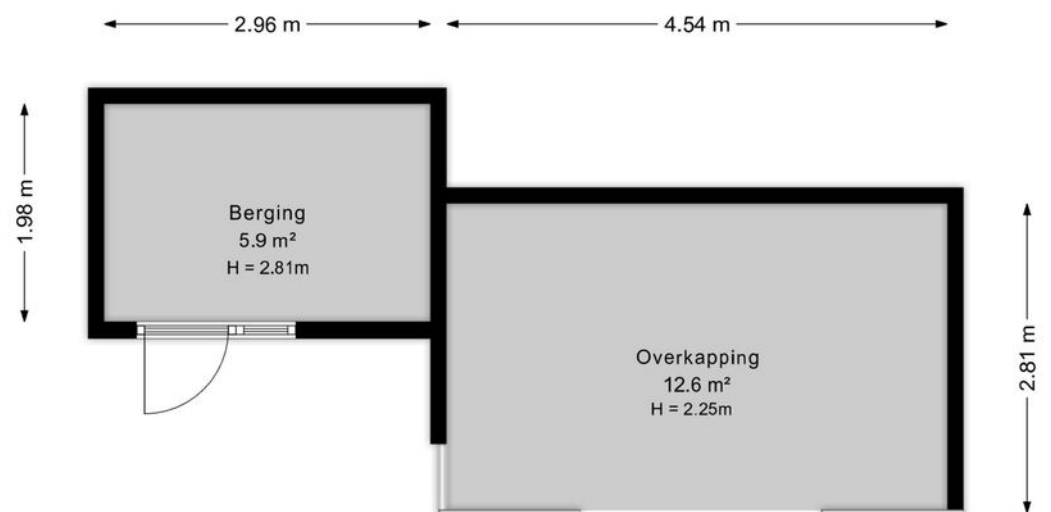 2.96 m
4.54 m
1.98 m
Berging
5.9 m²
H = 2.81m
Overkapping
12.6 m²
H = 2.25m
2.81 m